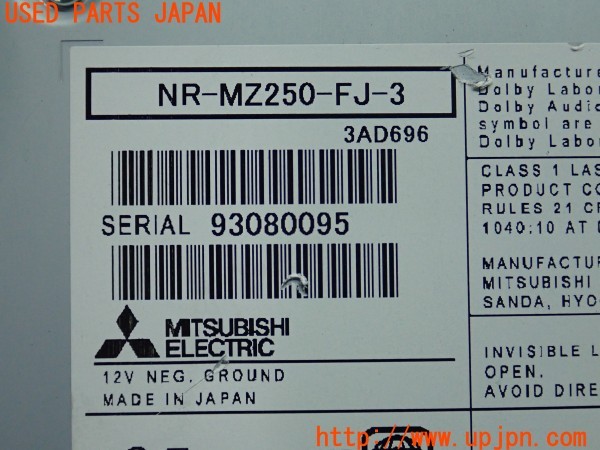 USED PARTS JAPAN
NR-MZ250-FJ-3
3AD696
SERIAL 93080095
MITSUBISHI
ELECTRIC
12V NEG. GROUND
MADE IN JAPAN
Manufacture
Dolby Labor
Dolby Audio
symbol are
Dolby Labor
CLASS 1 LAS
PRODUCT CO
RULES 21 CF
1040:10 AT D
MANUFACTUR
MITSUBISHI
SANDA, HYO
INVISIBLE L
OPEN.
AVOID DIRE
http://www.upjpn.com/